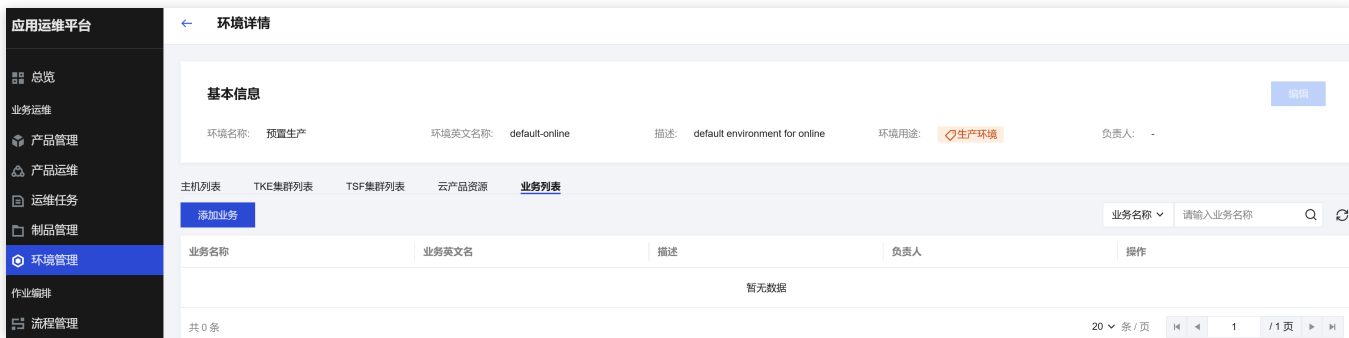 应用运维平台
环境详情
总览
业务运维
产品管理
产品运维
运维任务
制品管理
环境管理
作业编排
流程管理
基本信息
编辑
环境名称: 预置生产 环境英文名称: default-online 描述: default environment for online 环境用途: 生产环境 负责人: -
主机列表 TKE集群列表 TSF集群列表 云产品资源 业务列表
添加业务 业务名称 请输入业务名称
业务名称 业务英文名 描述 负责人 操作
暂无数据
共 0 条 20 条 / 页 1 / 1 页